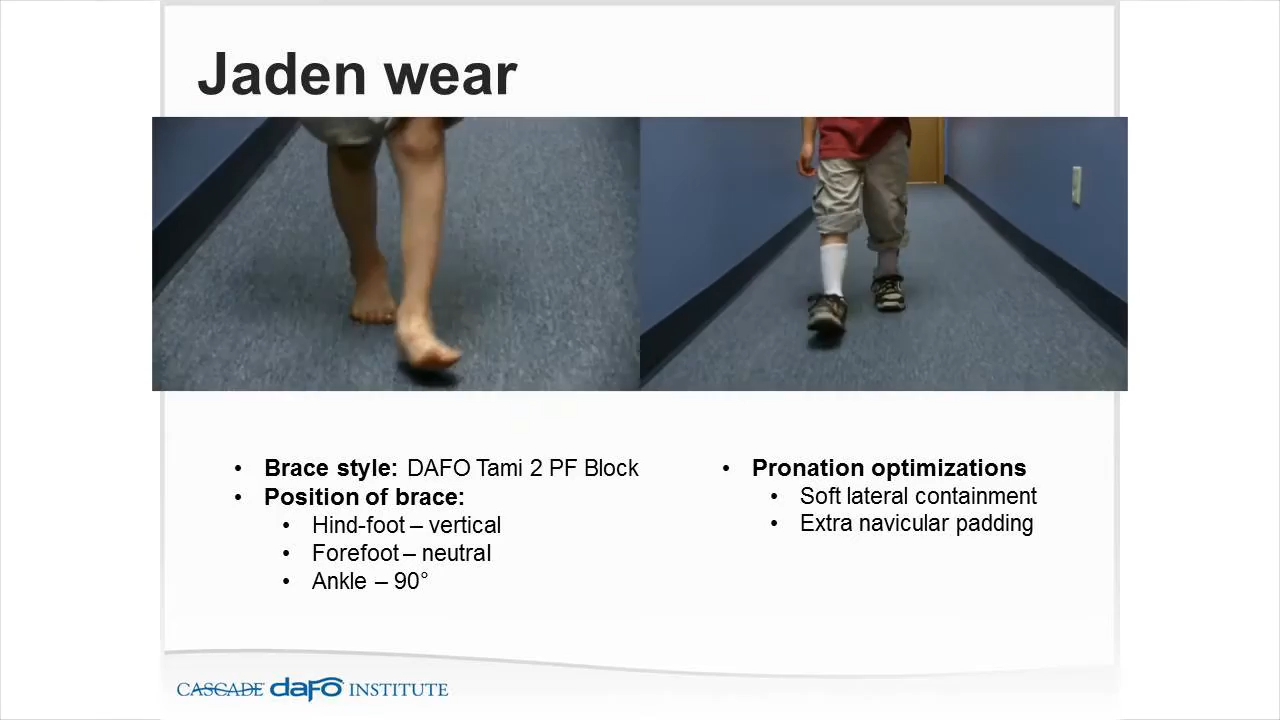 Jaden wear
• Brace style: DAFO Tami 2 PF Block
• Position of brace:
• Hind-foot – vertical
• Forefoot – neutral
• Ankle – 90°
• Pronation optimizations
• Soft lateral containment
• Extra navicular padding
CASCADE dafo INSTITUTE